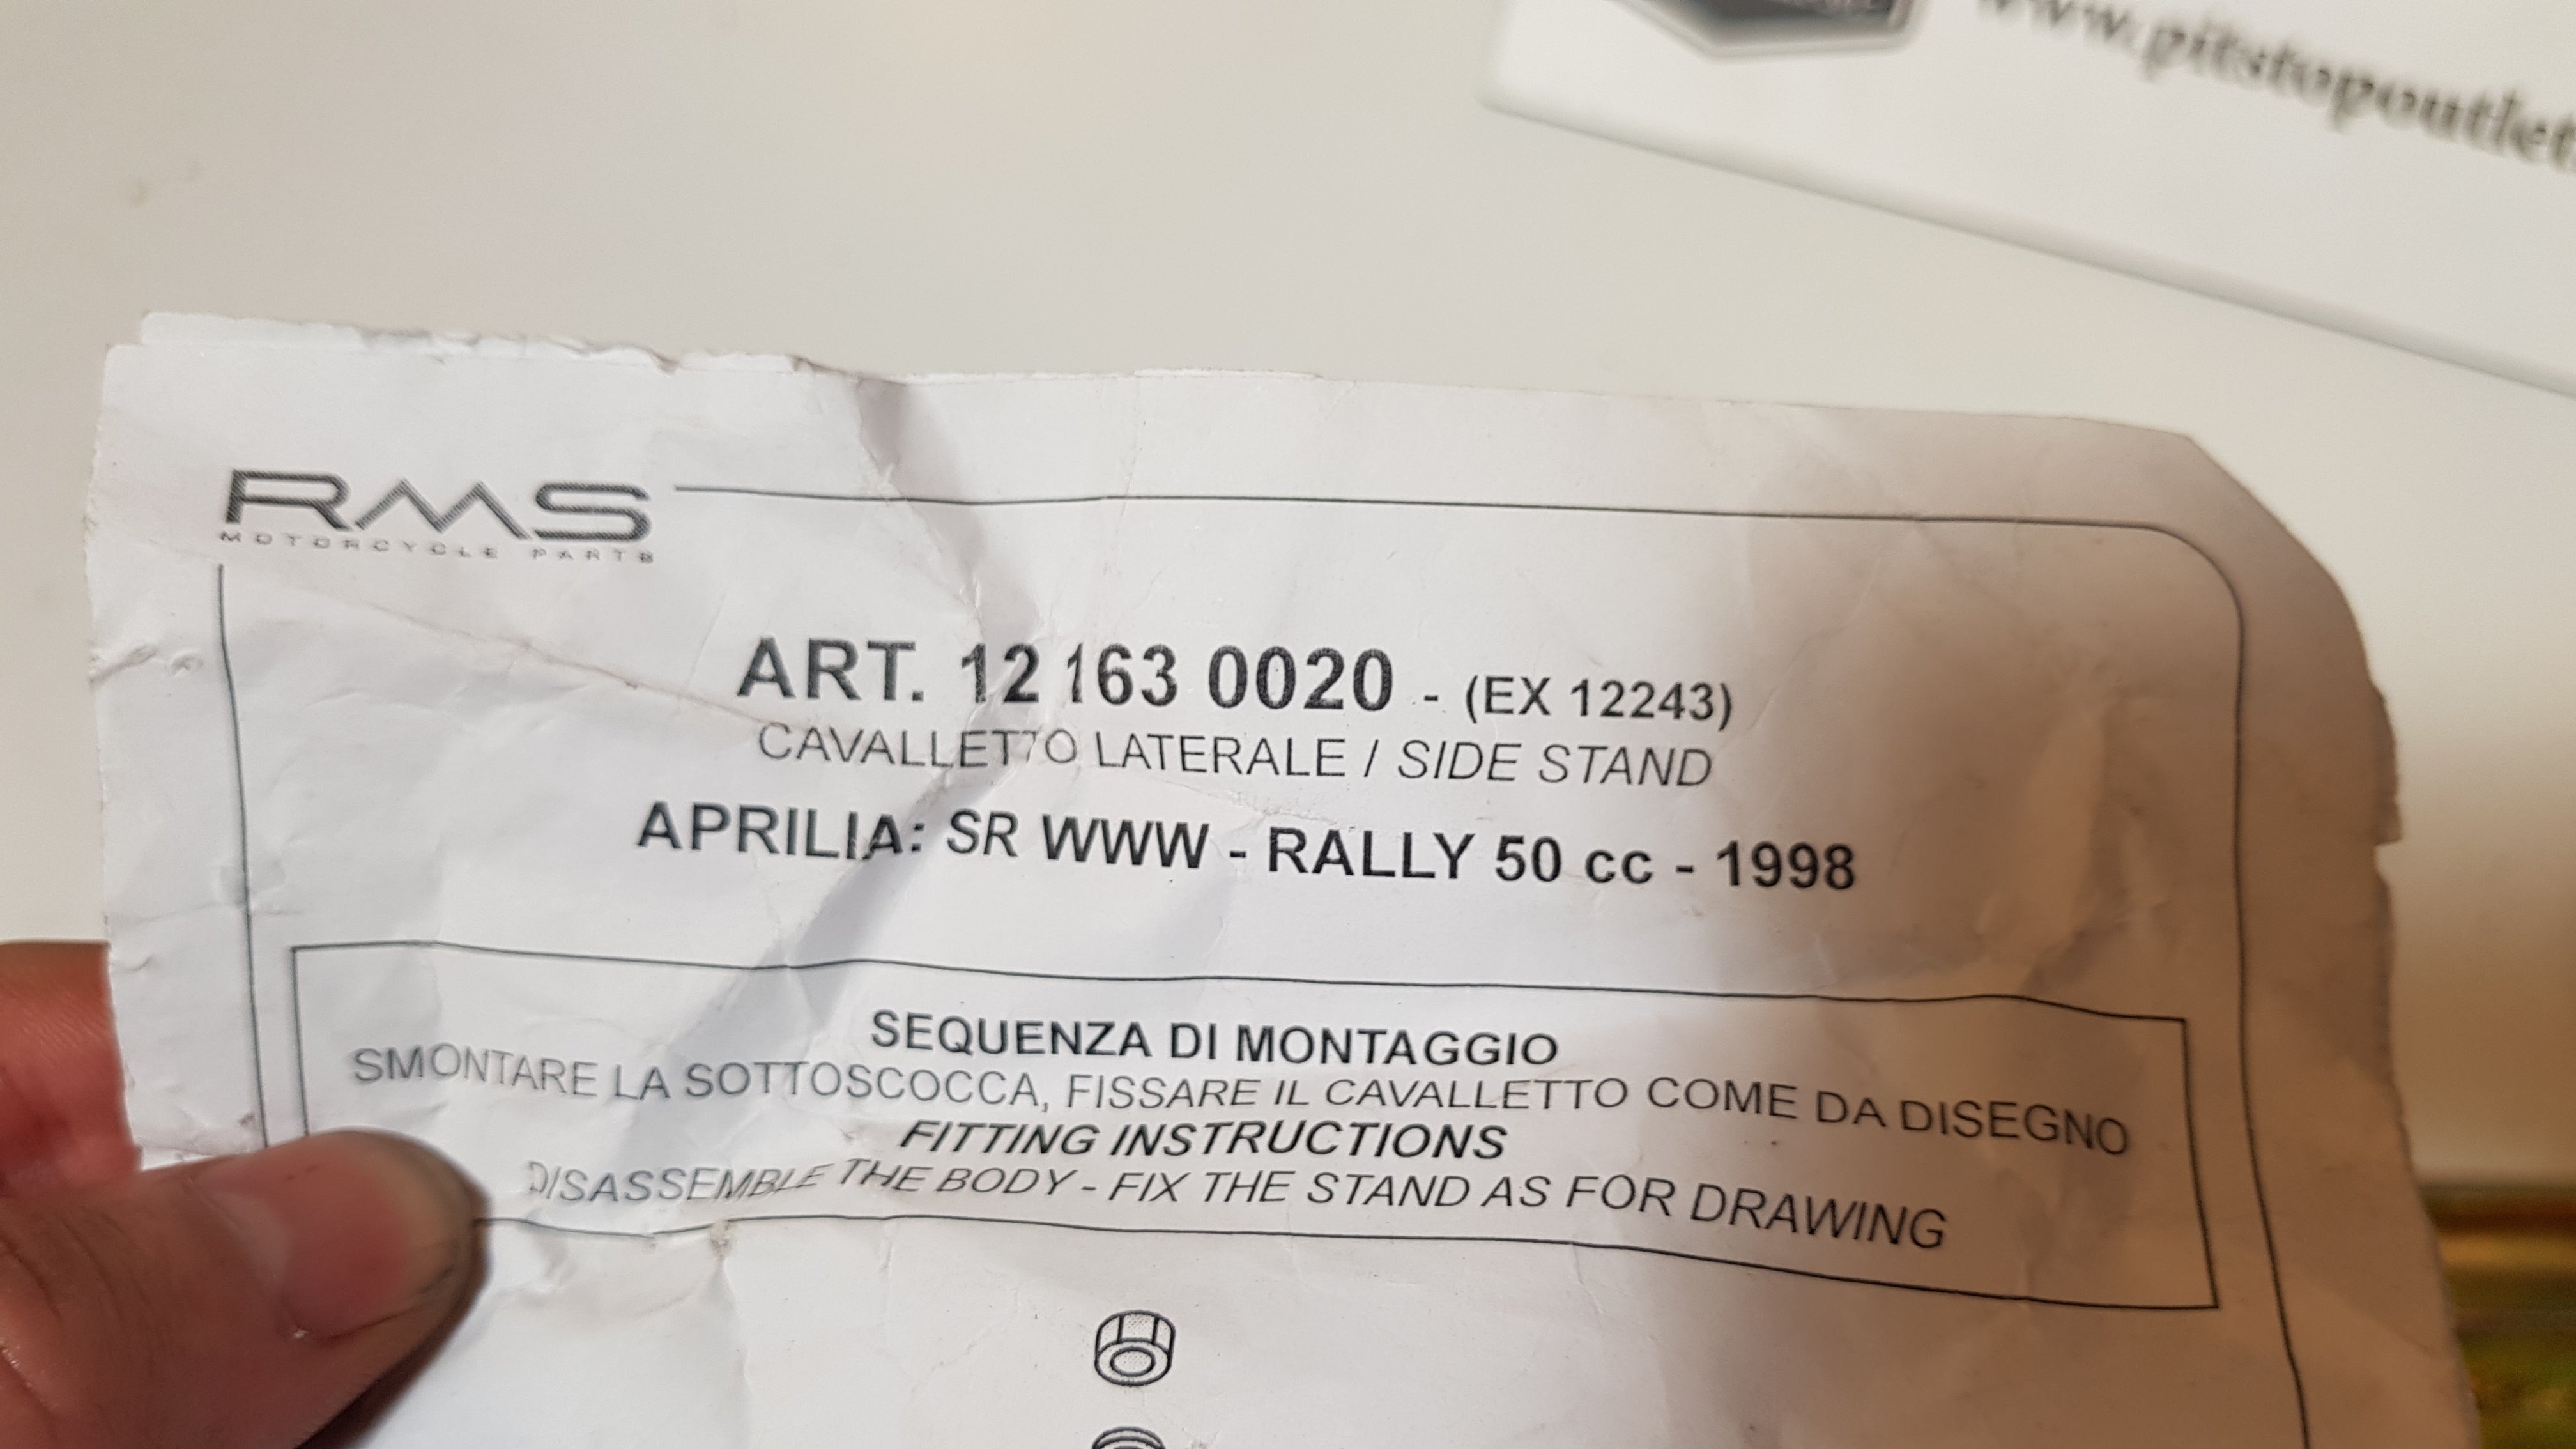 www.pitstopoutlet.
RMS
MOTORCYCLE PARTS
ART. 12 163 0020 - (EX 12243)
CAVALLETTO LATERALE / SIDE STAND
APRILIA: SR WWW - RALLY 50 cc - 1998
SEQUENZA DI MONTAGGIO
SMONTARE LA SOTTOSCOCCA, FISSARE IL CAVALLETTO COME DA DISEGNO
FITTING INSTRUCTIONS
DISASSEMBLE THE BODY - FIX THE STAND AS FOR DRAWING